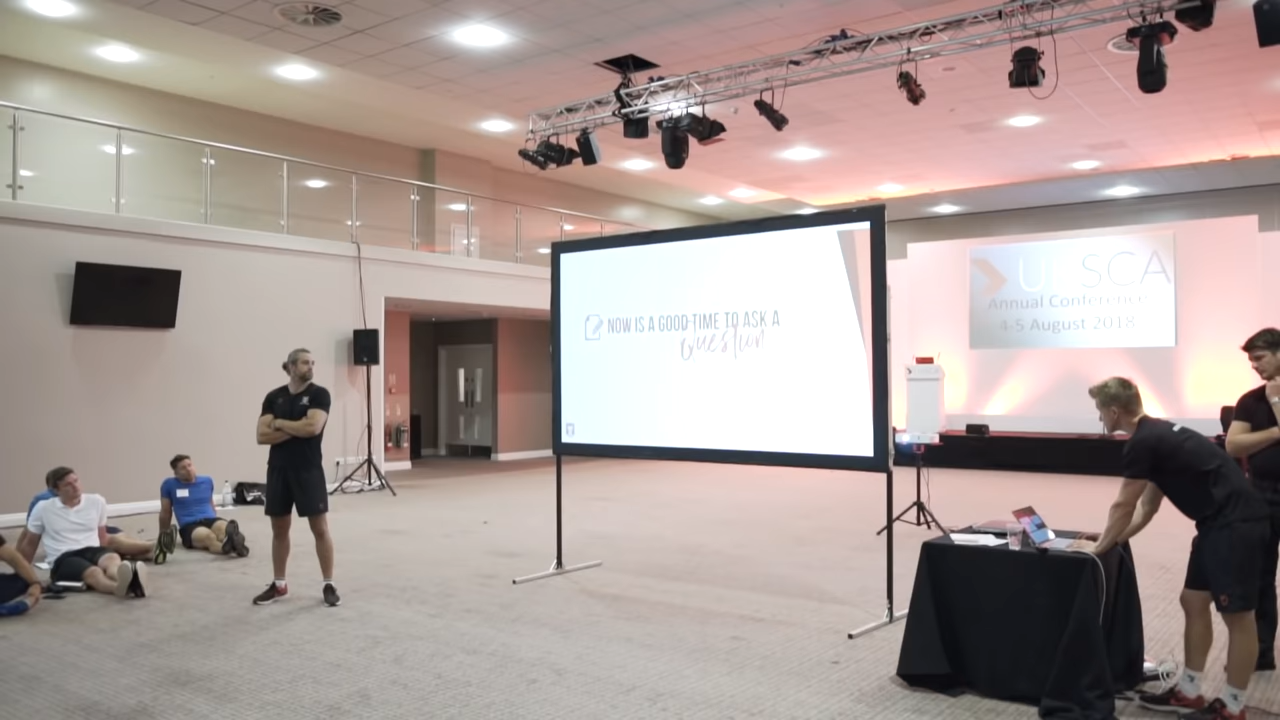 NOW IS A GOOD TIME TO ASK A
question
UKSCA
Annual Conference
4-5 August 2018